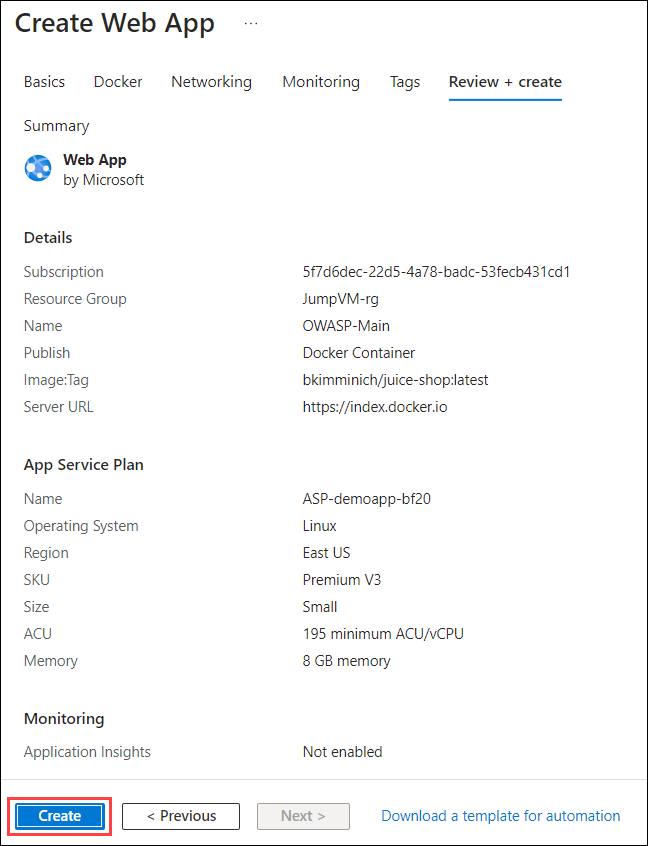 Create Web App ...
Basics Docker Networking Monitoring Tags Review + create
Summary
Web App
by Microsoft
Details
Subscription 5f7d6dec-22d5-4a78-badc-53fecb431cd1
Resource Group JumpVM-rg
Name OWASP-Main
Publish Docker Container
Image:Tag bkimminich/juice-shop:latest
Server URL https://index.docker.io
App Service Plan
Name ASP-demoapp-bf20
Operating System Linux
Region East US
SKU Premium V3
Size Small
ACU 195 minimum ACU/vCPU
Memory 8 GB memory
Monitoring
Application Insights Not enabled
Create < Previous Next > Download a template for automation